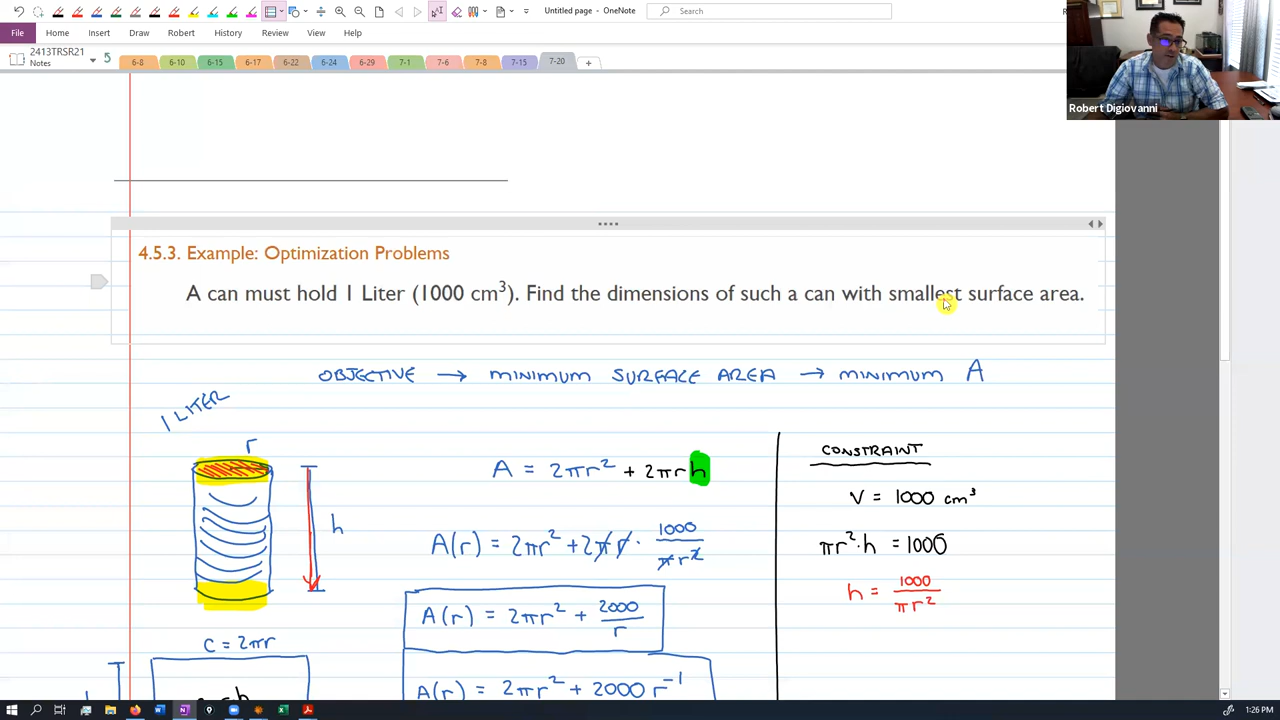 Untitled page - OneNote
Search
File Home Insert Draw Robert History Review View Help
2413TRSR21
Notes
5
6-8 6-10 6-15 6-17 6-22 6-24 6-29 7-1 7-6 7-8 7-15 7-20 +
Robert Digiovanni
4.5.3. Example: Optimization Problems
A can must hold 1 Liter (1000 cm³). Find the dimensions of such a can with smallest surface area.
OBJECTIVE → MINIMUM SURFACE AREA → MINIMUM A
1 LITER
r
h
A = 2πr² + 2πrh
A(r) = 2πr² + 2πr · 1000/πr²
A(r) = 2πr² + 2000/r
A(r) = 2πr² + 2000 r⁻¹
CONSTRAINT
V = 1000 cm³
πr²·h = 1000
h = 1000/πr²
C = 2πr
1:26 PM